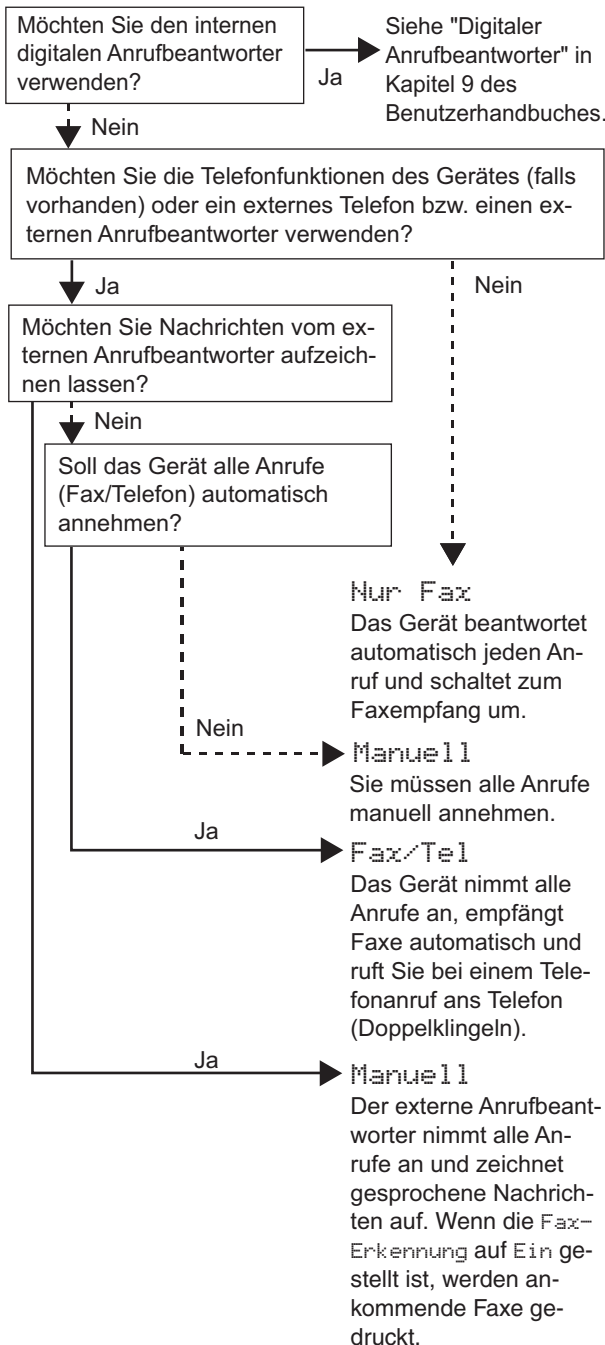 Möchten Sie den internen
digitalen Anrufbeantworter
verwenden?
Ja
Siehe "Digitaler
Anrufbeantworter" in
Kapitel 9 des
Benutzerhandbuches.
Nein
Möchten Sie die Telefonfunktionen des Gerätes (falls
vorhanden) oder ein externes Telefon bzw. einen ex-
ternen Anrufbeantworter verwenden?
Ja
Nein
Möchten Sie Nachrichten vom ex-
ternen Anrufbeantworter aufzeich-
nen lassen?
Nein
Soll das Gerät alle Anrufe
(Fax/Telefon) automatisch
annehmen?
Nur Fax
Das Gerät beantwortet
automatisch jeden An-
ruf und schaltet zum
Faxempfang um.
Nein
Manuell
Sie müssen alle Anrufe
manuell annehmen.
Ja
Fax/Tel
Das Gerät nimmt alle
Anrufe an, empfängt
Faxe automatisch und
ruft Sie bei einem Tele-
fonanruf ans Telefon
(Doppelklingeln).
Ja
Manuell
Der externe Anrufbeant-
worter nimmt alle An-
rufe an und zeichnet
gesprochene Nachrich-
ten auf. Wenn die Fax-
Erkennung auf Ein ge-
stellt ist, werden an-
kommende Faxe ge-
druckt.